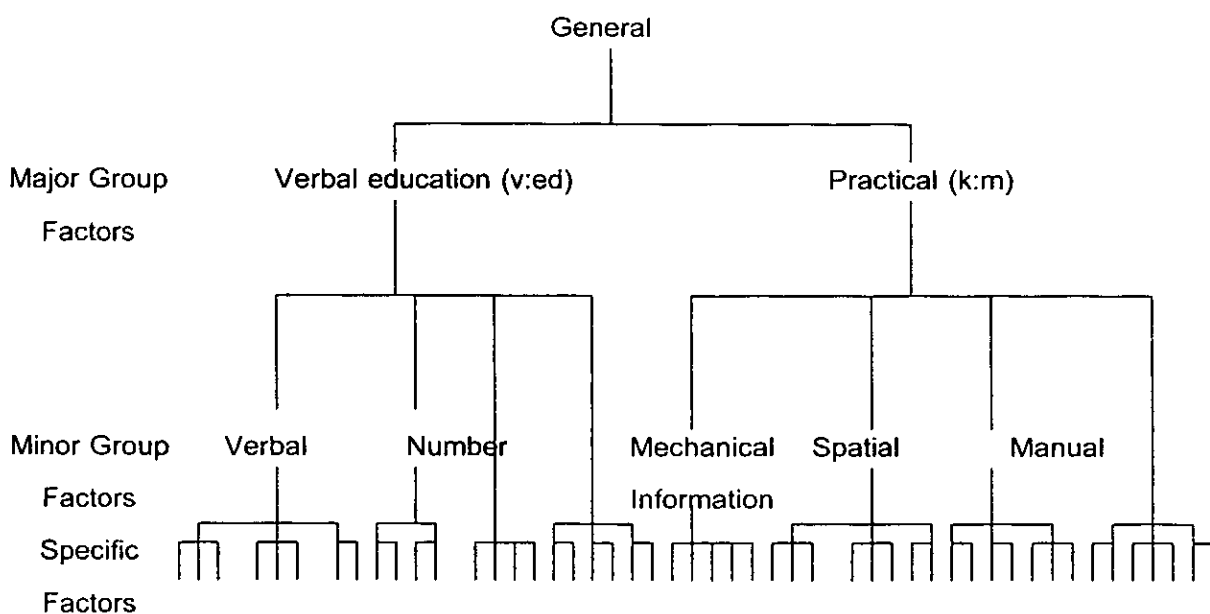 General
Major Group Verbal education (v:ed) Practical (k:m)
Factors
Minor Group Verbal Number Mechanical Spatial Manual
Factors Information
Specific
Factors